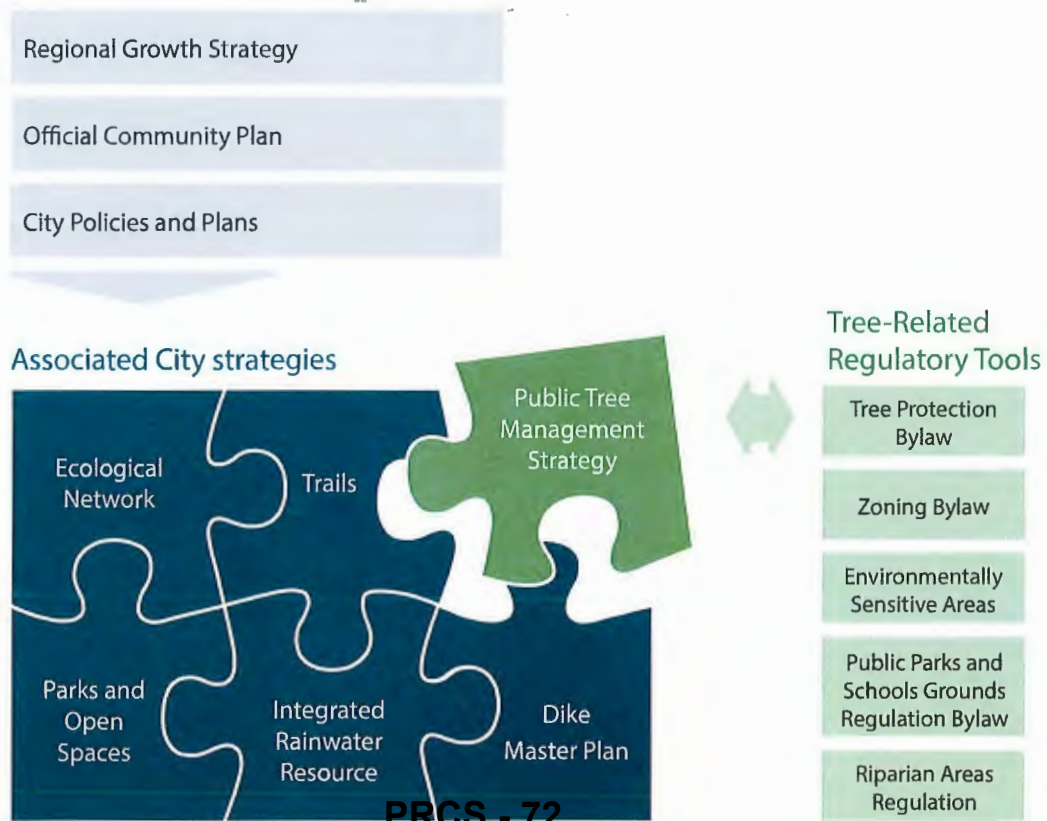 Regional Growth Strategy
Official Community Plan
City Policies and Plans
Associated City strategies
Ecological
Network
Trails
Public Tree
Management
Strategy
Parks and
Open
Spaces
Integrated
Rainwater
Resource
Dike
Master Plan
Tree-Related
Regulatory Tools
Tree Protection
Bylaw
Zoning Bylaw
Environmentally
Sensitive Areas
Public Parks and
Schools Grounds
Regulation Bylaw
Riparian Areas
Regulation
PRCS - 72